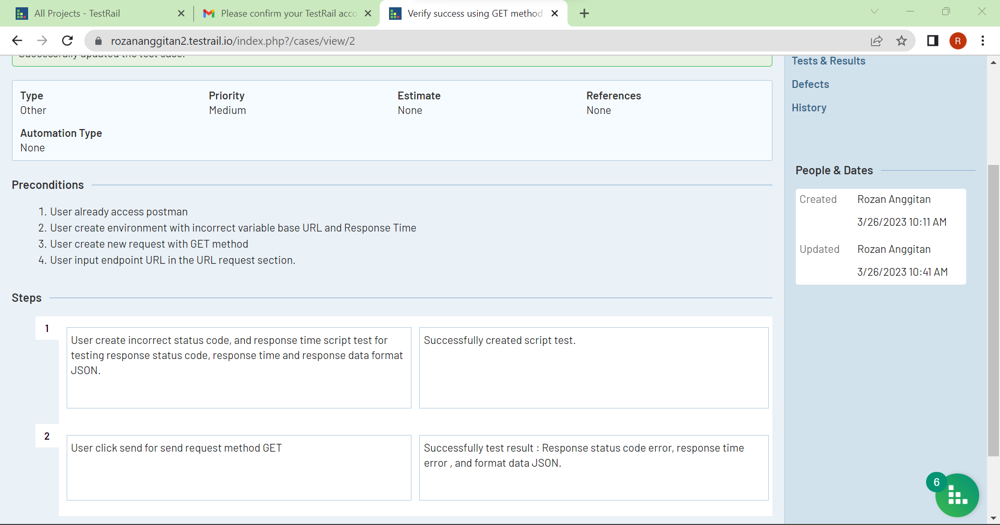 All Projects - TestRail
Please confirm your TestRail acco
Verify success using GET method
rozananggitan2.testrail.io/index.php?/cases/view/2
R
Successfully updated the test case.
Tests & Results
Defects
History
Type
Other
Priority
Medium
Estimate
None
References
None
Automation Type
None
Preconditions
1. User already access postman
2. User create environment with incorrect variable base URL and Response Time
3. User create new request with GET method
4. User input endpoint URL in the URL request section.
People & Dates
Created Rozan Anggitan
3/26/2023 10:11 AM
Updated Rozan Anggitan
3/26/2023 10:41 AM
Steps
1
User create incorrect status code, and response time script test for
testing response status code, response time and response data format
JSON.
Successfully created script test.
2
User click send for send request method GET
Successfully test result : Response status code error, response time
error , and format data JSON.
6